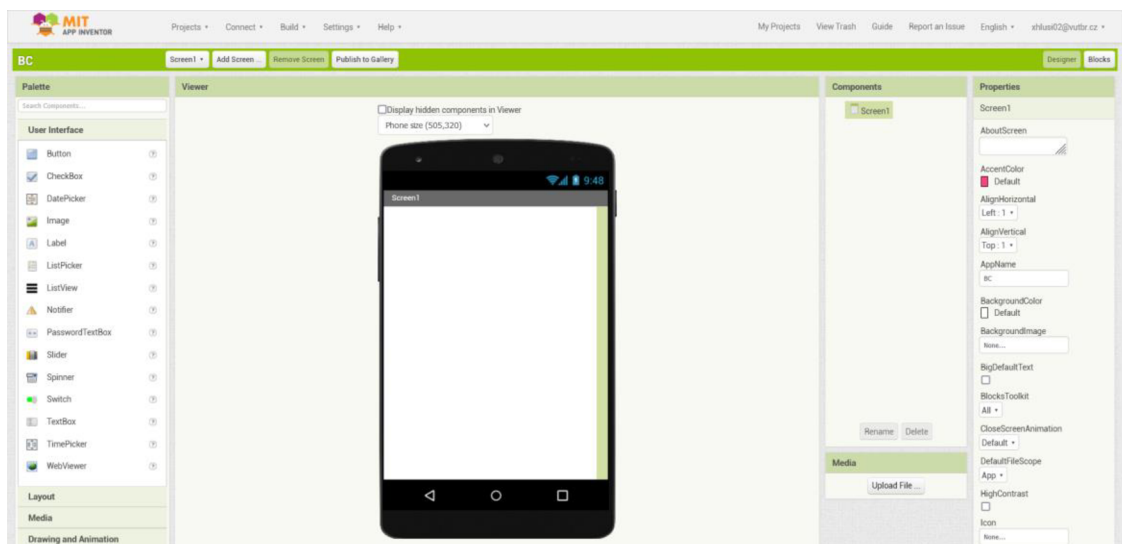 MIT
APP INVENTOR
Projects Connect Build Settings Help
My Projects View Trash Guide Report an Issue English xhlusi02@vutbr.cz
BC
Screen1 Add Screen ... Remove Screen Publish to Gallery
Designer Blocks
Palette
Search Components...
User Interface
Button
CheckBox
DatePicker
Image
Label
ListPicker
ListView
Notifier
PasswordTextBox
Slider
Spinner
Switch
TextBox
TimePicker
WebViewer
Layout
Media
Drawing and Animation
Viewer
Display hidden components in Viewer
Phone size (505,320)
9:48
Screen1
Components
Screen1
Rename Delete
Media
Upload File ...
Properties
Screen1
AboutScreen
AccentColor
Default
AlignHorizontal
Left : 1
AlignVertical
Top : 1
AppName
BC
BackgroundColor
Default
BackgroundImage
None...
BigDefaultText
BlocksToolkit
All
CloseScreenAnimation
Default
DefaultFileScope
App
HighContrast
Icon
None...